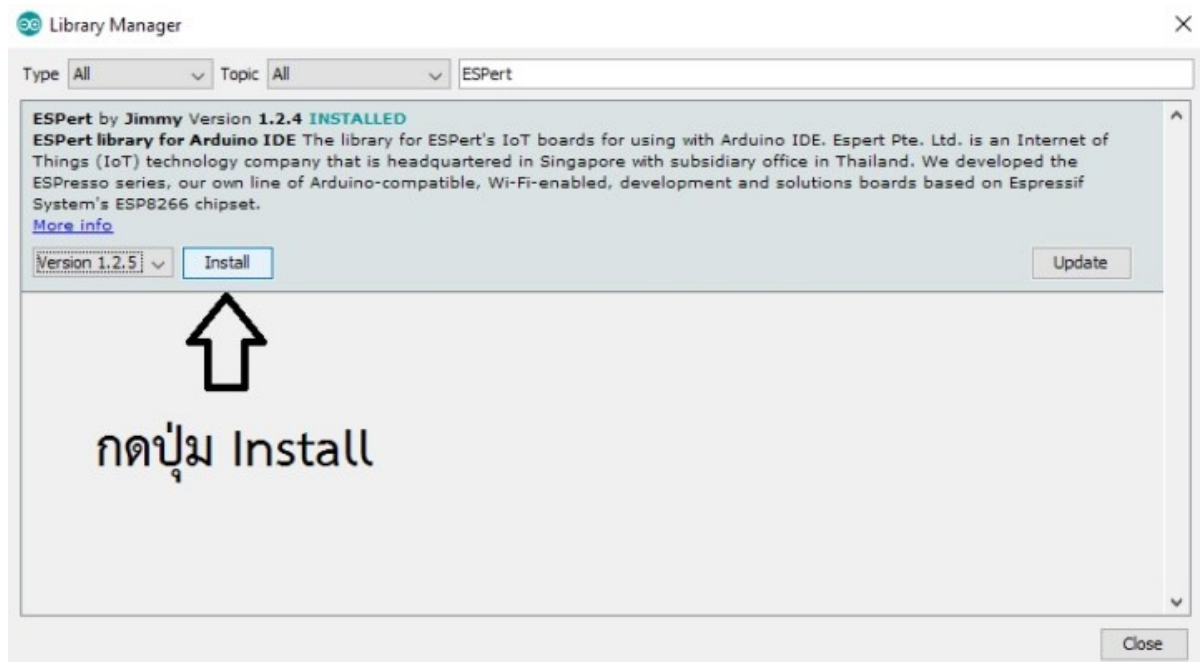 Library Manager
Type All Topic All ESPert
ESPert by Jimmy Version 1.2.4 INSTALLED
ESPert library for Arduino IDE The library for ESPert's IoT boards for using with Arduino IDE. Espert Pte. Ltd. is an Internet of
Things (IoT) technology company that is headquartered in Singapore with subsidiary office in Thailand. We developed the
ESPresso series, our own line of Arduino-compatible, Wi-Fi-enabled, development and solutions boards based on Espressif
System's ESP8266 chipset.
More info
Version 1.2.5 Install Update
กดปุ่ม Install
Close